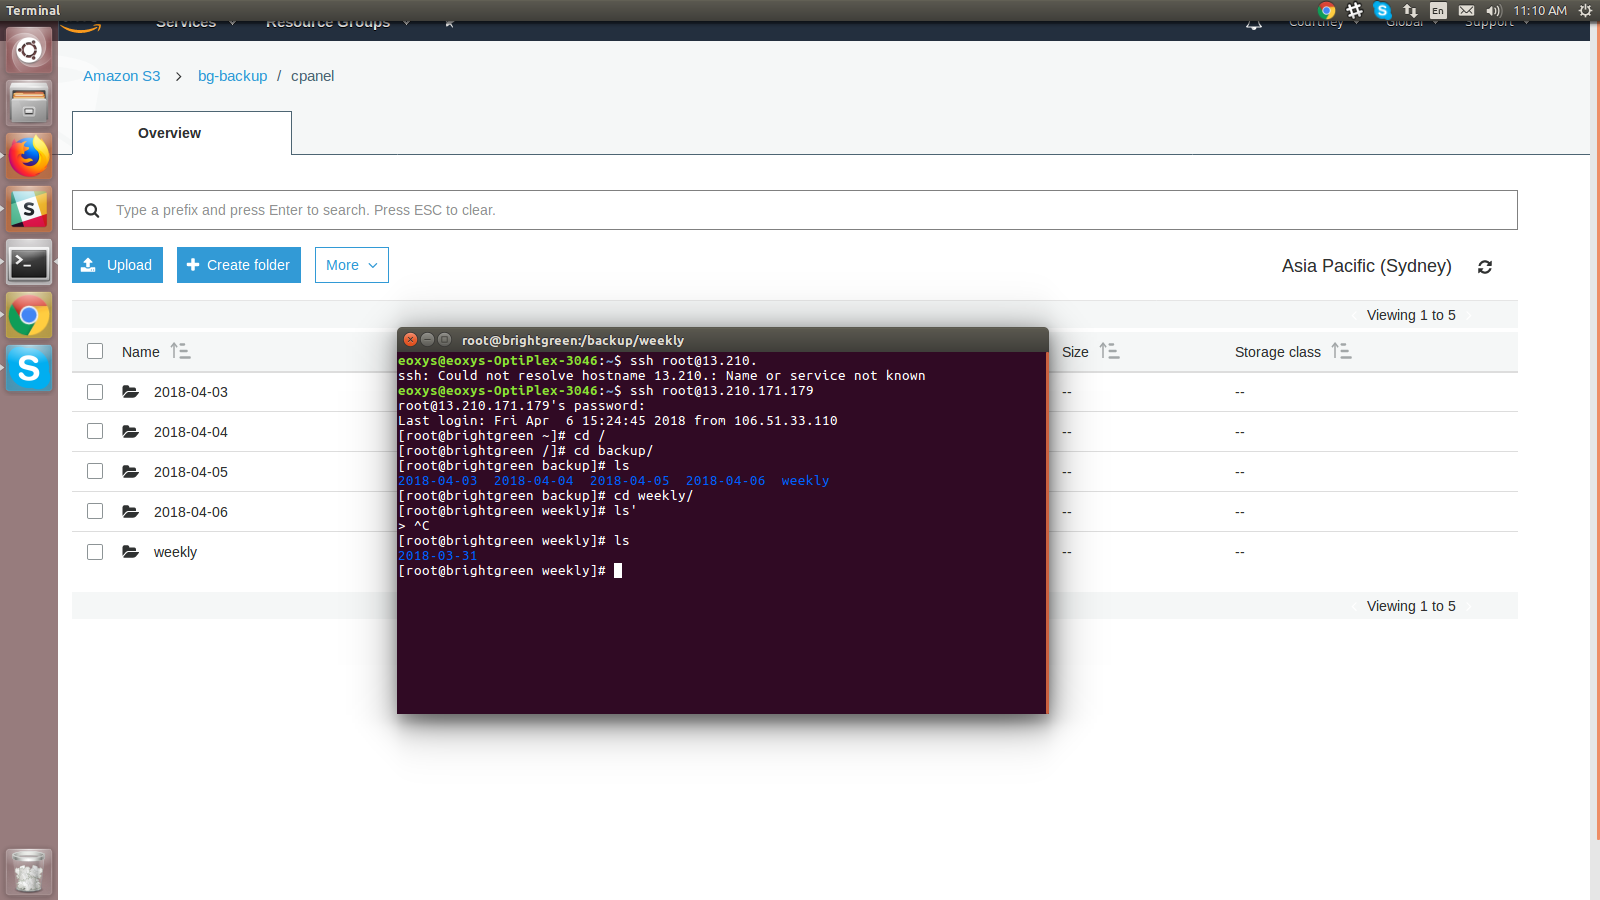 Terminal
En
11:10 AM
Services
Resource Groups
Courtney
Global
Support
Amazon S3 > bg-backup / cpanel
Overview
Type a prefix and press Enter to search. Press ESC to clear.
Upload
Create folder
More
Asia Pacific (Sydney)
Viewing 1 to 5
Name
Size
Storage class
2018-04-03
-- --
2018-04-04
-- --
2018-04-05
-- --
2018-04-06
-- --
weekly
-- --
Viewing 1 to 5
root@brightgreen:/backup/weekly
eoxys@eoxys-OptiPlex-3046:~$ ssh root@13.210.
ssh: Could not resolve hostname 13.210.: Name or service not known
eoxys@eoxys-OptiPlex-3046:~$ ssh root@13.210.171.179
root@13.210.171.179's password:
Last login: Fri Apr  6 15:24:45 2018 from 106.51.33.110
[root@brightgreen ~]# cd /
[root@brightgreen /]# cd backup/
[root@brightgreen backup]# ls
2018-04-03  2018-04-04  2018-04-05  2018-04-06  weekly
[root@brightgreen backup]# cd weekly/
[root@brightgreen weekly]# ls'
> ^C
[root@brightgreen weekly]# ls
2018-03-31
[root@brightgreen weekly]#